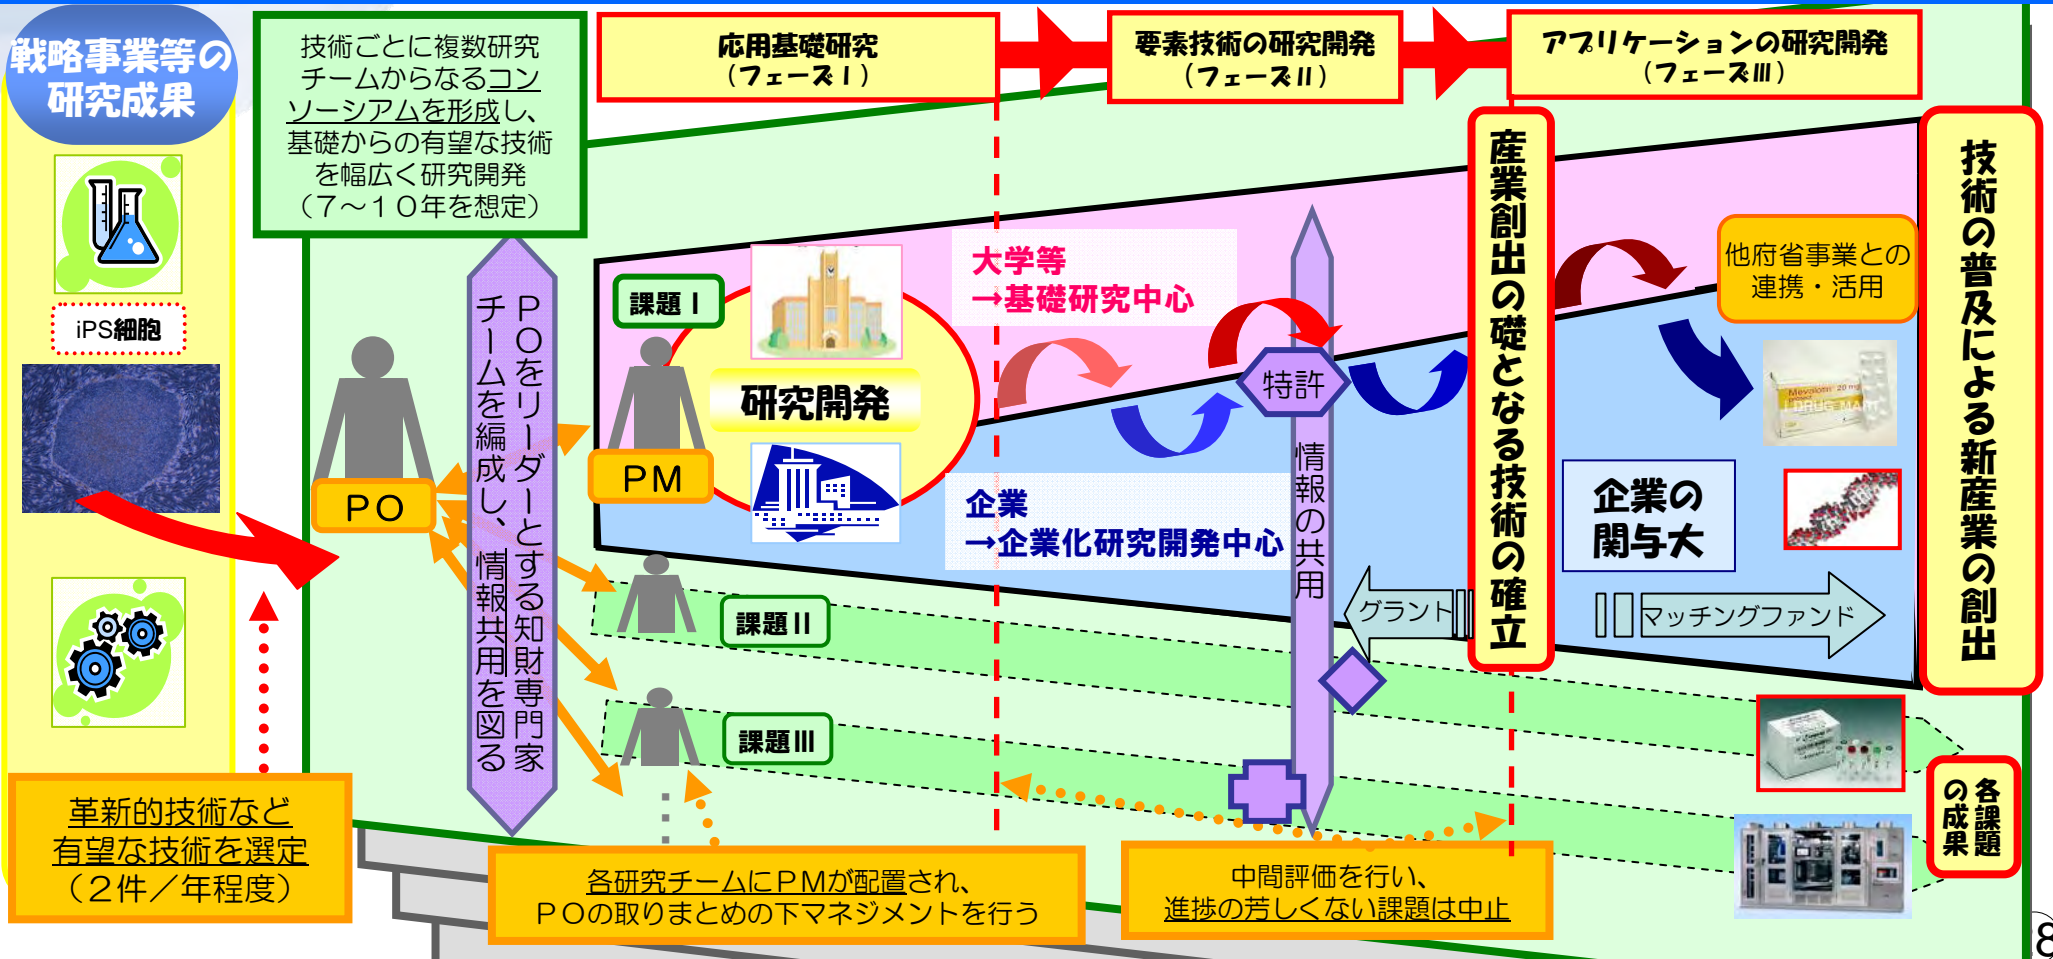 戦略事業等の
研究成果
iPS細胞
革新的技術など
有望な技術を選定
（２件／年程度）
技術ごとに複数研究
チームからなるコン
ソーシアムを形成し、
基礎からの有望な技術
を幅広く研究開発
（７～１０年を想定）
応用基礎研究
（フェーズⅠ）
要素技術の研究開発
（フェーズⅡ）
アプリケーションの研究開発
（フェーズⅢ）
PO
ＰＯをリーダーとする知財専門家
チームを編成し、情報共用を図る
課題Ⅰ
PM
研究開発
大学等
→基礎研究中心
企業
→企業化研究開発中心
課題Ⅱ
課題Ⅲ
特許
情報の共用
産業創出の礎となる技術の確立
グラント
マッチングファンド
他府省事業との
連携・活用
Mevalotin 20 mg
DRUG MART
企業の
関与大
技術の普及による新産業の創出
各課題
の成果
各研究チームにＰＭが配置され、
ＰＯの取りまとめの下マネジメントを行う
中間評価を行い、
進捗の芳しくない課題は中止